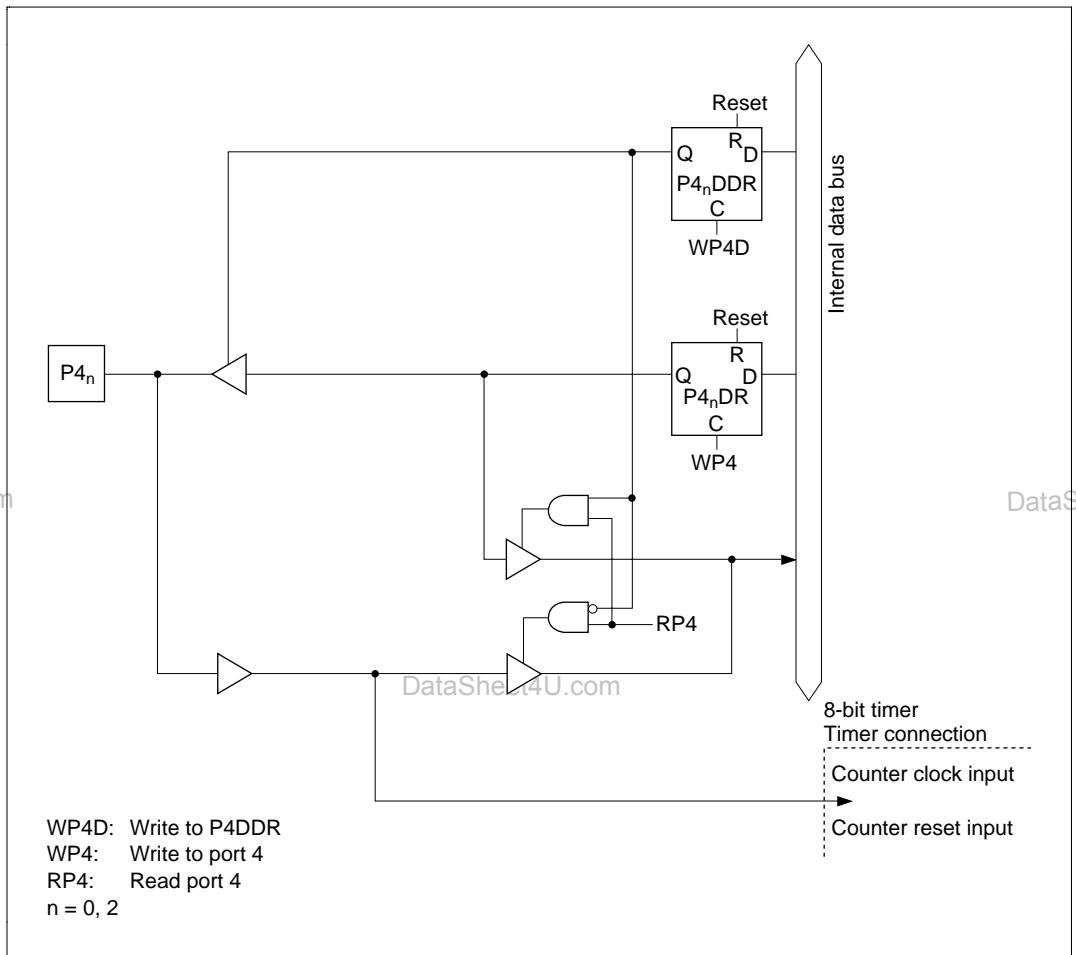 Reset
R
Q D
P4nDDR
C
WP4D
Internal data bus
Reset
R
Q D
P4nDR
C
WP4
P4n
m
DataS
RP4
DataSheet4U.com
8-bit timer
Timer connection
Counter clock input
Counter reset input
WP4D: Write to P4DDR
WP4: Write to port 4
RP4: Read port 4
n = 0, 2